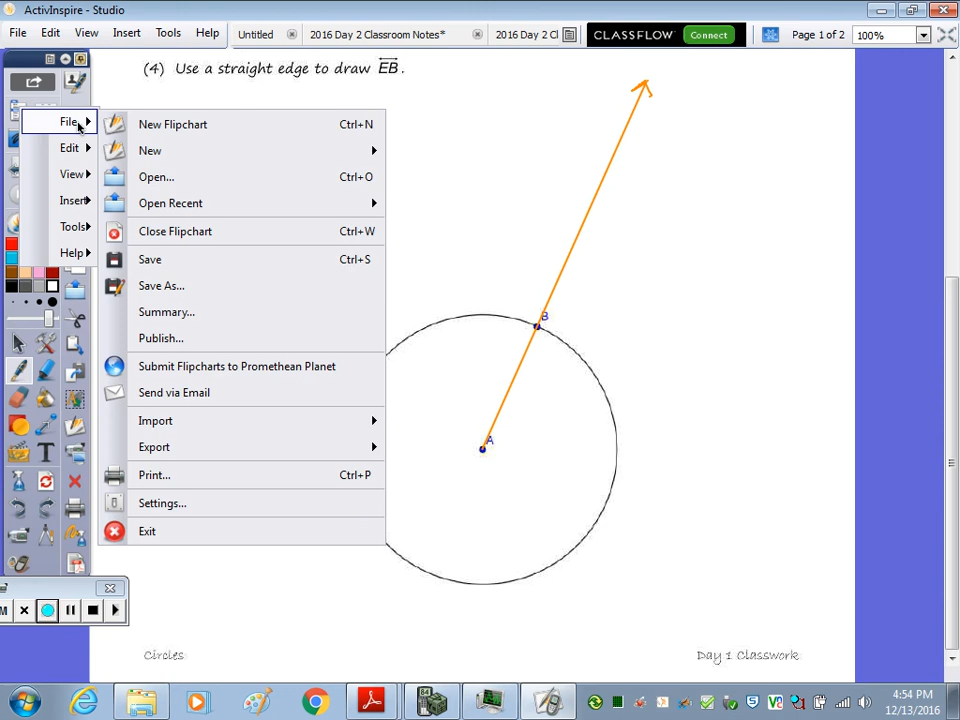 ActivInspire - Studio
File Edit View Insert Tools Help Untitled 2016 Day 2 Classroom Notes* 2016 Day 2 Cl CLASSFLOW Connect Page 1 of 2 100%
(4) Use a straight edge to draw EB.
File
Edit
View
Insert
Tools
Help
New Flipchart Ctrl+N
New
Open... Ctrl+O
Open Recent
Close Flipchart Ctrl+W
Save Ctrl+S
Save As...
Summary...
Publish...
Submit Flipcharts to Promethean Planet
Send via Email
Import
Export
Print... Ctrl+P
Settings...
Exit
B
A
M
Circles Day 1 Classwork
84
4:54 PM
12/13/2016